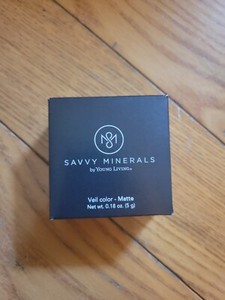 SAVVY MINERALS
by YOUNG LIVING®
Veil color - Matte
Net wt. 0.18 oz. (5 g)